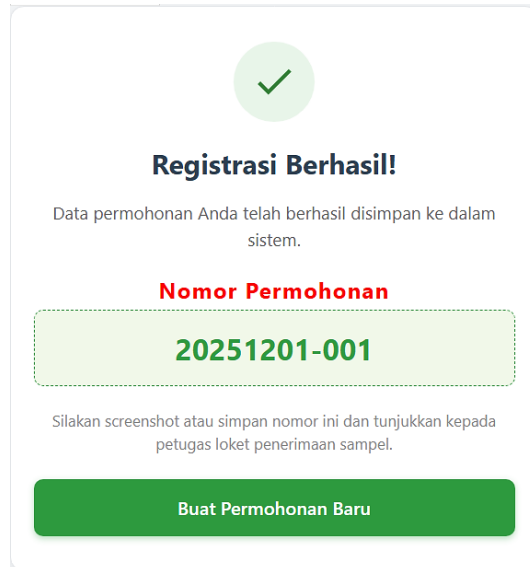 Registrasi Berhasil!
Data permohonan Anda telah berhasil disimpan ke dalam
sistem.
Nomor Permohonan
20251201-001
Silakan screenshot atau simpan nomor ini dan tunjukkan kepada
petugas loket penerimaan sampel.
Buat Permohonan Baru